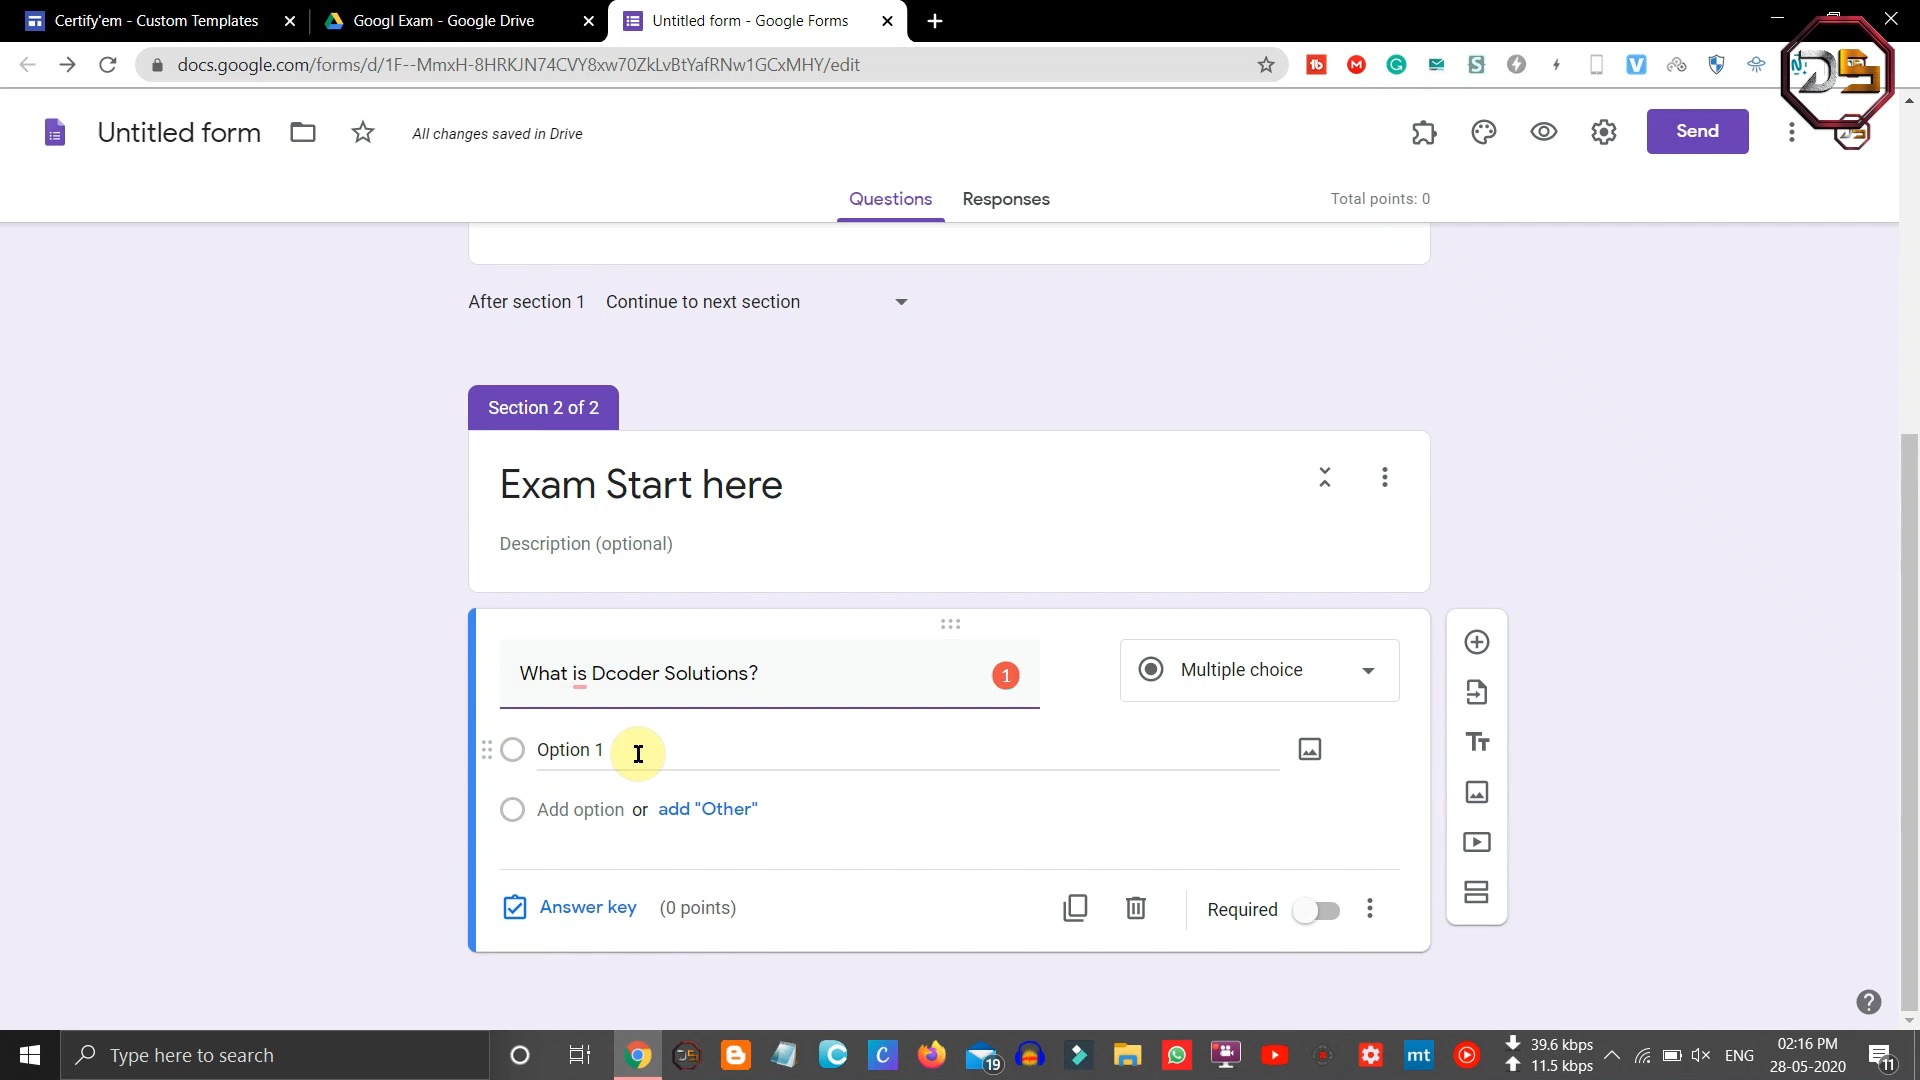 Certify'em - Custom Templates
Googl Exam - Google Drive
Untitled form - Google Forms
docs.google.com/forms/d/1F--MmxH-8HRKJN74CVY8xw70ZkLvBtYafRNw1GCxMHY/edit
DS
Untitled form
All changes saved in Drive
Send
Questions
Responses
Total points: 0
After section 1 Continue to next section
Section 2 of 2
Exam Start here
Description (optional)
What is Dcoder Solutions?
1
Multiple choice
Option 1
Add option or add "Other"
Answer key (0 points)
Required
Type here to search
19
mt
39.6 kbps
11.5 kbps
ENG
02:16 PM
28-05-2020
11